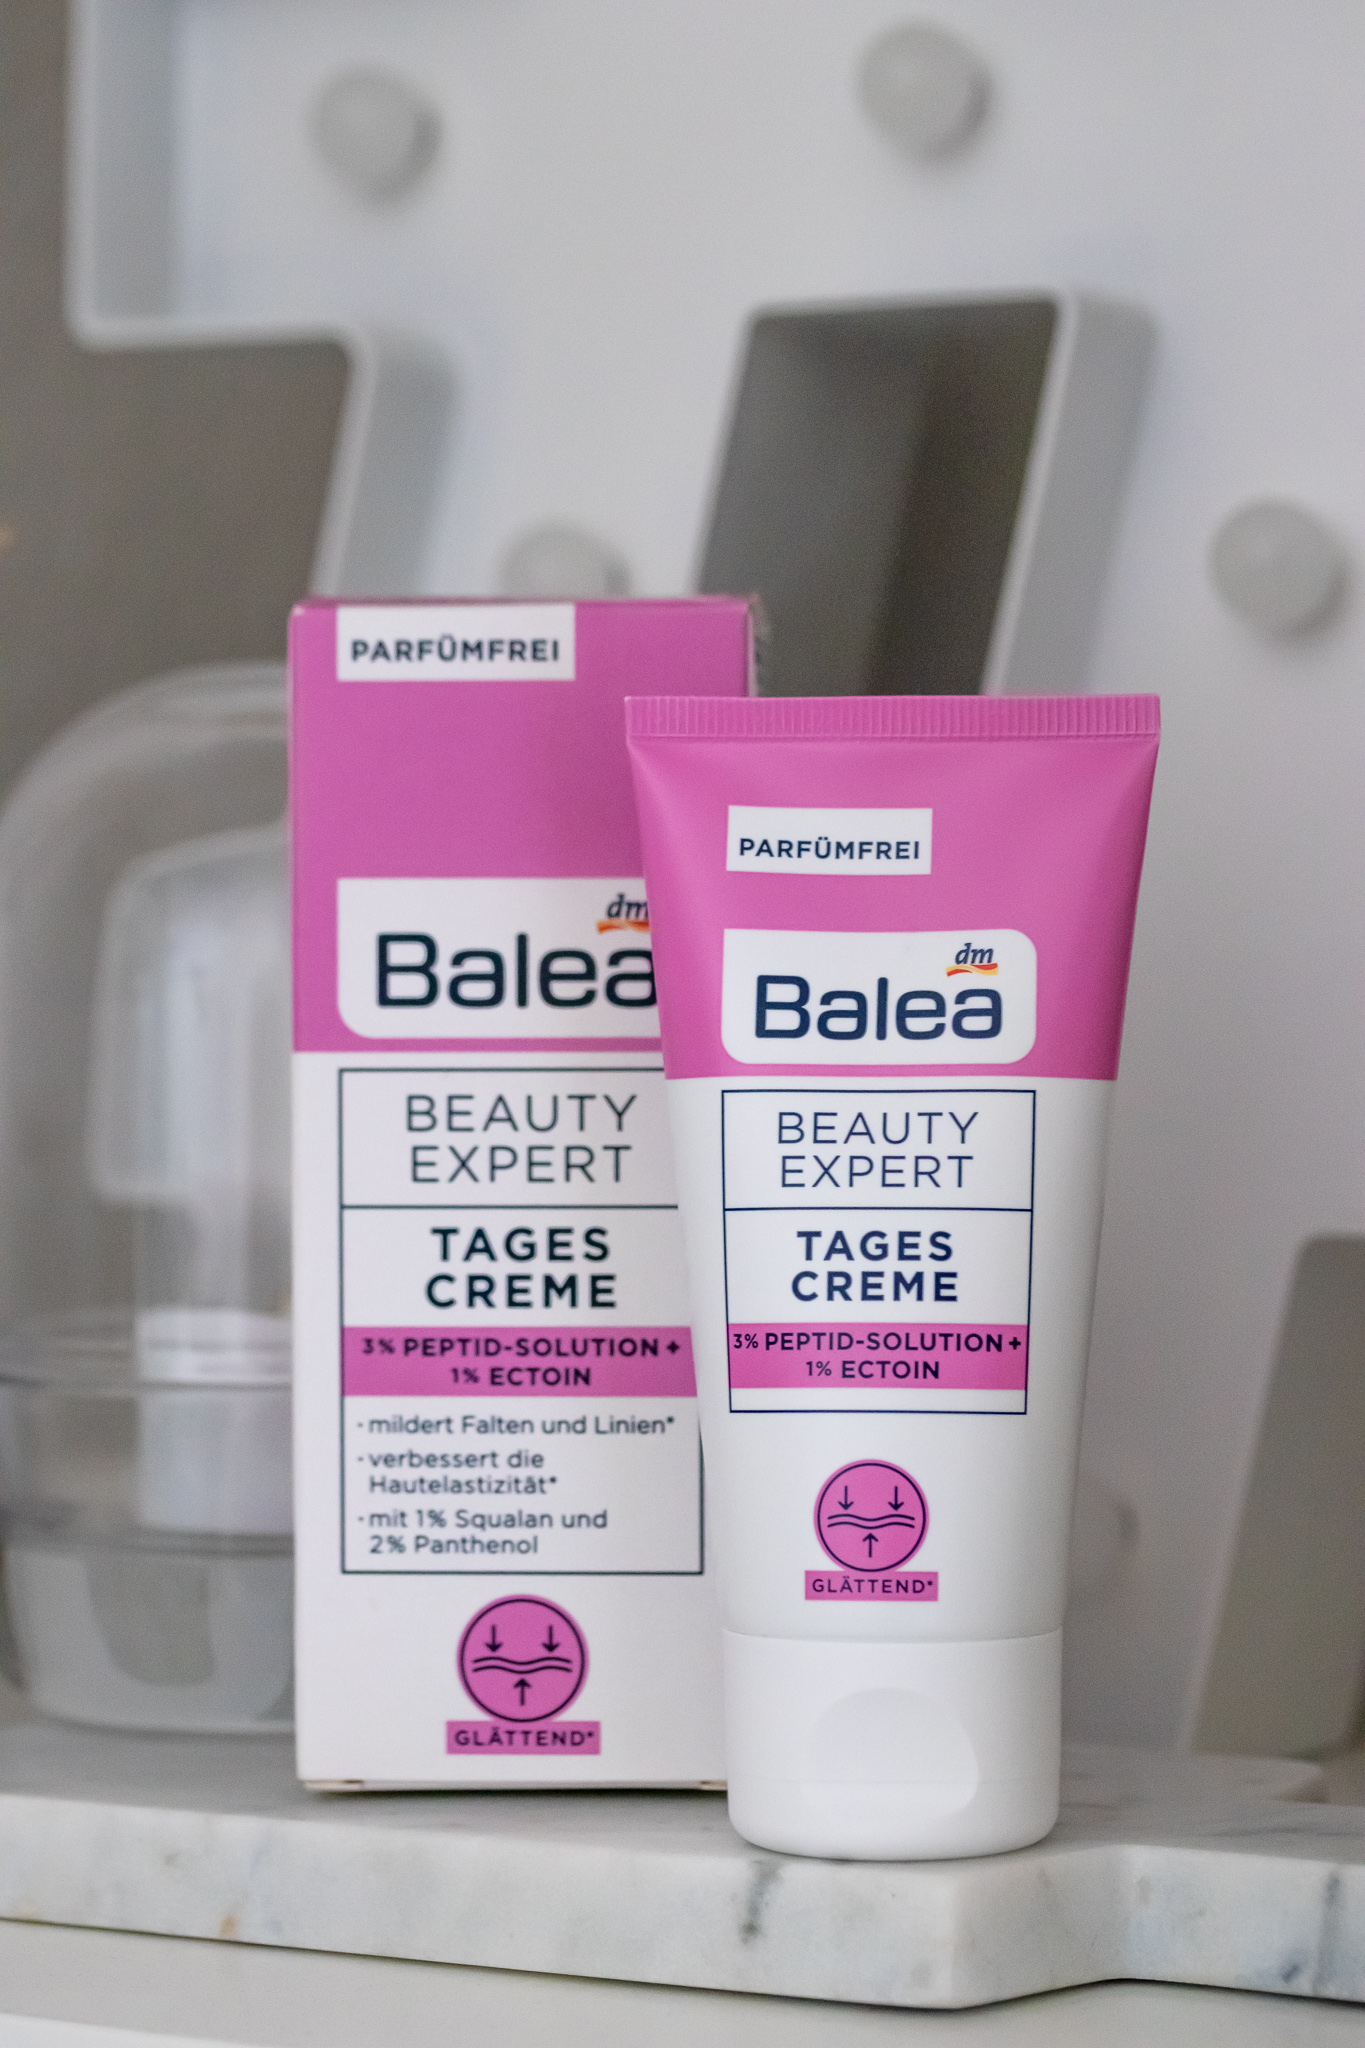 PARFÜMFREI
dm
Balea
BEAUTY
EXPERT
TAGES
CREME
3% PEPTID-SOLUTION +
1% ECTOIN
· mildert Falten und Linien*
· verbessert die
Hautelastizität*
· mit 1% Squalan und
2% Panthenol
GLÄTTEND*
PARFÜMFREI
dm
Balea
BEAUTY
EXPERT
TAGES
CREME
3% PEPTID-SOLUTION +
1% ECTOIN
GLÄTTEND*